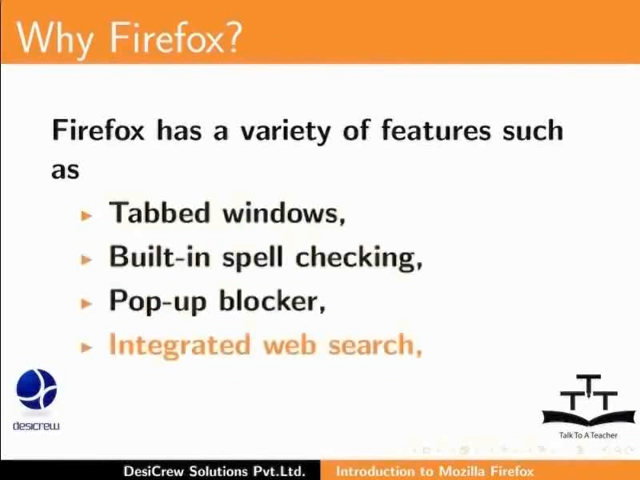 Why Firefox?
Firefox has a variety of features such
as
Tabbed windows,
Built-in spell checking,
Pop-up blocker,
Integrated web search,
desicrew
TTT
Talk To A Teacher
DesiCrew Solutions Pvt.Ltd. Introduction to Mozilla Firefox